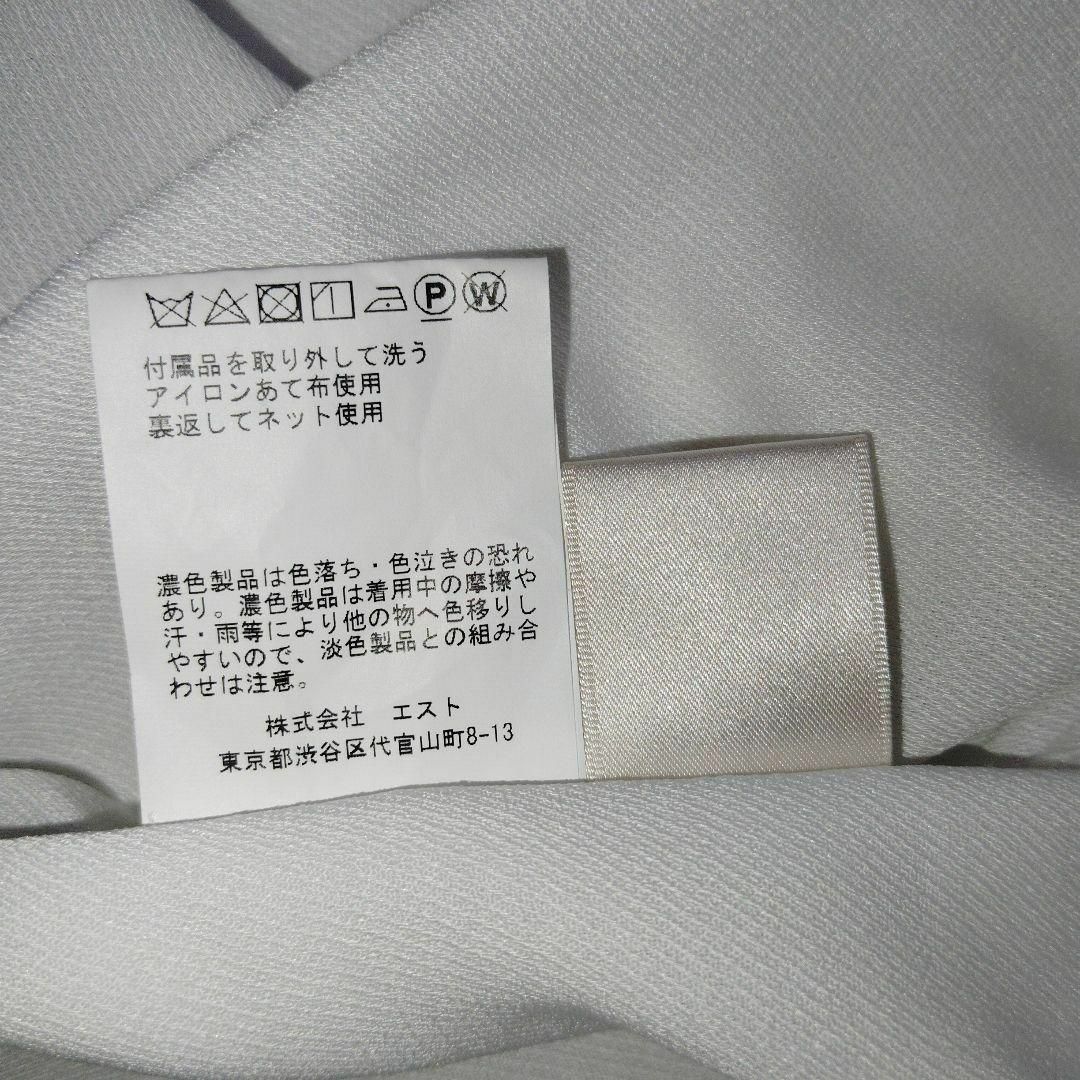 P W
付属品を取り外して洗う
アイロンあて布使用
裏返してネット使用
濃色製品は色落ち・色泣きの恐れ
あり。濃色製品は着用中の摩擦や
汗・雨等により他の物へ色移りし
やすいので、淡色製品との組み合
わせは注意。
株式会社 エスト
東京都渋谷区代官山町8-13